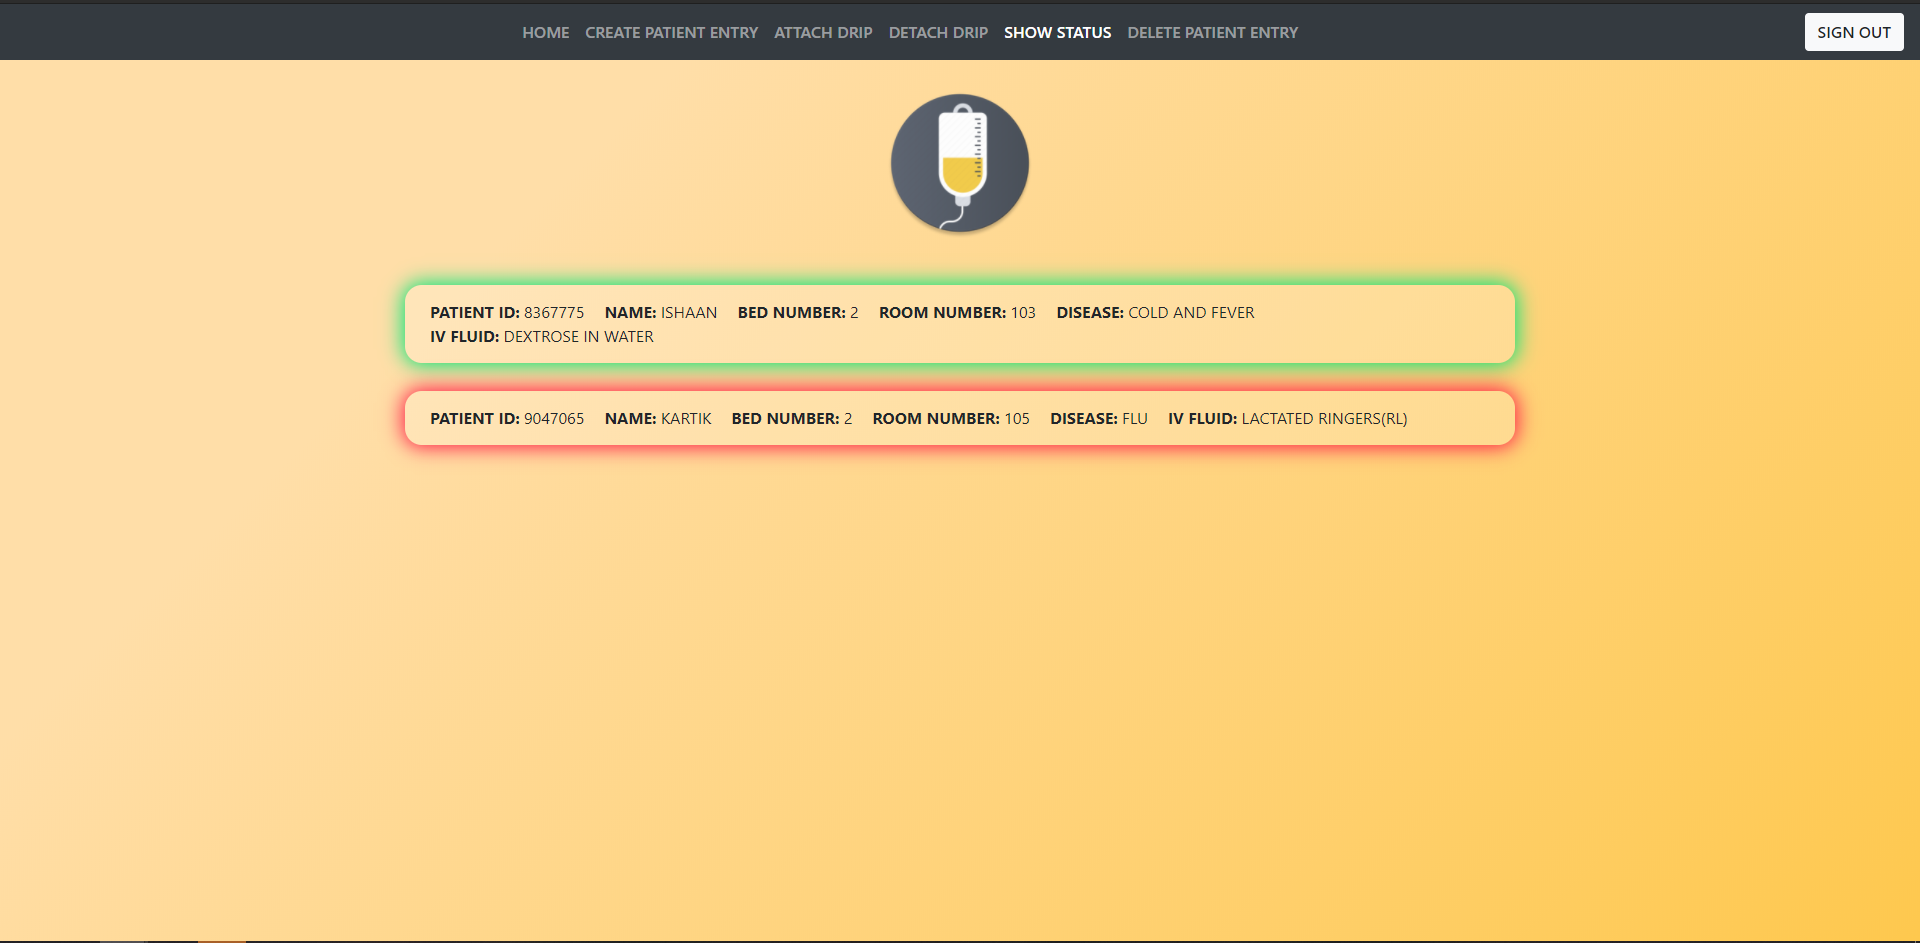 HOME CREATE PATIENT ENTRY ATTACH DRIP DETACH DRIP SHOW STATUS DELETE PATIENT ENTRY SIGN OUT
PATIENT ID: 8367775 NAME: ISHAAN BED NUMBER: 2 ROOM NUMBER: 103 DISEASE: COLD AND FEVER
IV FLUID: DEXTROSE IN WATER
PATIENT ID: 9047065 NAME: KARTIK BED NUMBER: 2 ROOM NUMBER: 105 DISEASE: FLU IV FLUID: LACTATED RINGERS(RL)